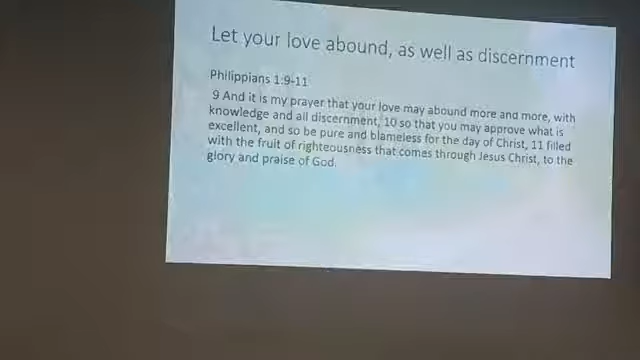 Let your love abound, as well as discernment
Philippians 1:9-11
9 And it is my prayer that your love may abound more and more, with
knowledge and all discernment, 10 so that you may approve what is
excellent, and so be pure and blameless for the day of Christ, 11 filled
with the fruit of righteousness that comes through Jesus Christ, to the
glory and praise of God.